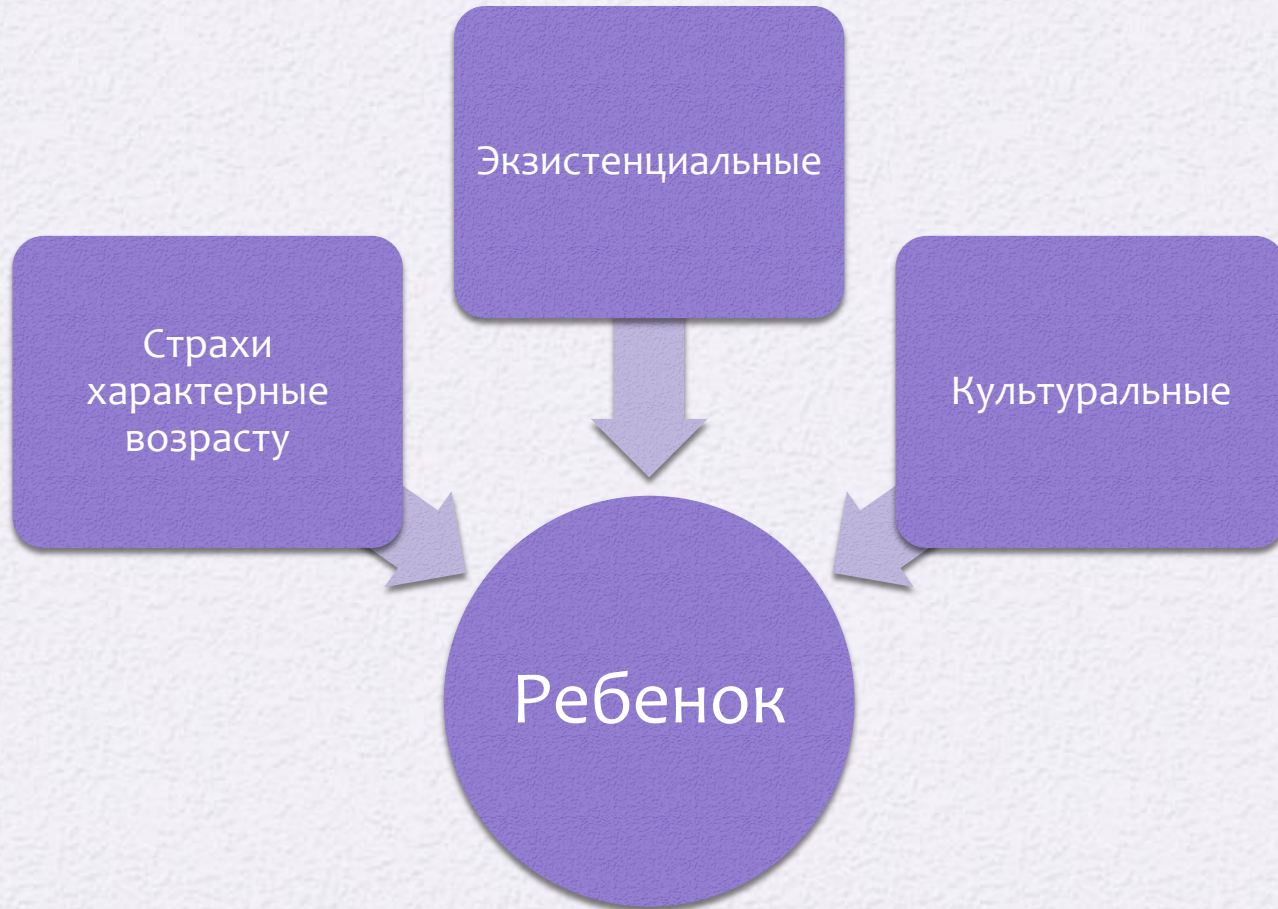 Экзистенциальные
Страхи
характерные
возрасту
Культуральные
Ребенок